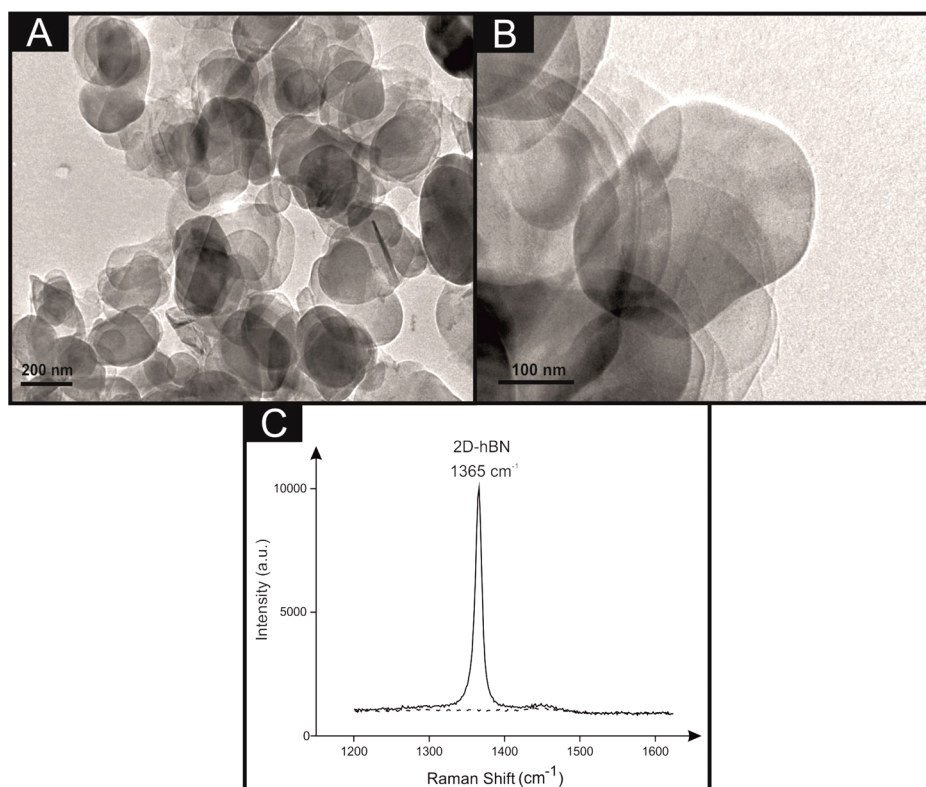 A
B
200 nm
100 nm
C
2D-hBN
1365 cm⁻¹
10000
5000
0
Intensity (a.u.)
1200
1300
1400
1500
1600
Raman Shift (cm⁻¹)